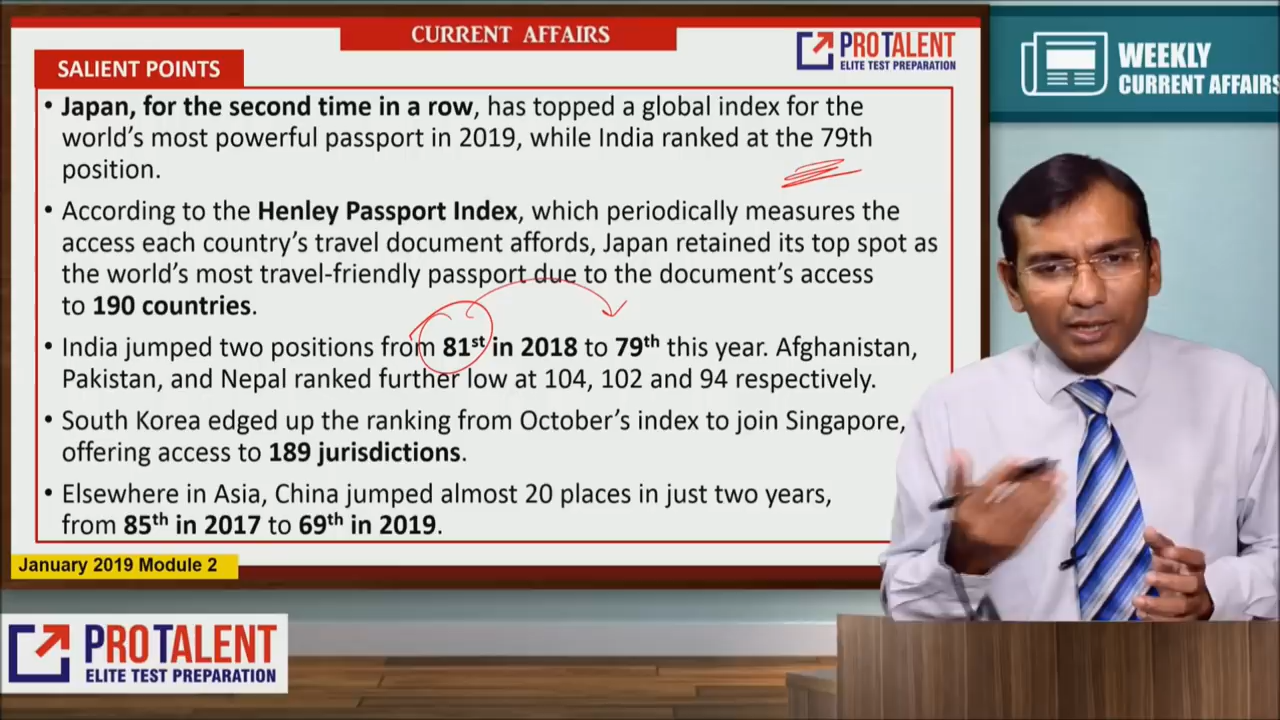 CURRENT AFFAIRS
PROTALENT
ELITE TEST PREPARATION
WEEKLY
CURRENT AFFAIRS
SALIENT POINTS
• Japan, for the second time in a row, has topped a global index for the
world’s most powerful passport in 2019, while India ranked at the 79th
position.
• According to the Henley Passport Index, which periodically measures the
access each country’s travel document affords, Japan retained its top spot as
the world’s most travel-friendly passport due to the document’s access
to 190 countries.
• India jumped two positions from 81st in 2018 to 79th this year. Afghanistan,
Pakistan, and Nepal ranked further low at 104, 102 and 94 respectively.
• South Korea edged up the ranking from October’s index to join Singapore,
offering access to 189 jurisdictions.
• Elsewhere in Asia, China jumped almost 20 places in just two years,
from 85th in 2017 to 69th in 2019.
January 2019 Module 2
PROTALENT
ELITE TEST PREPARATION